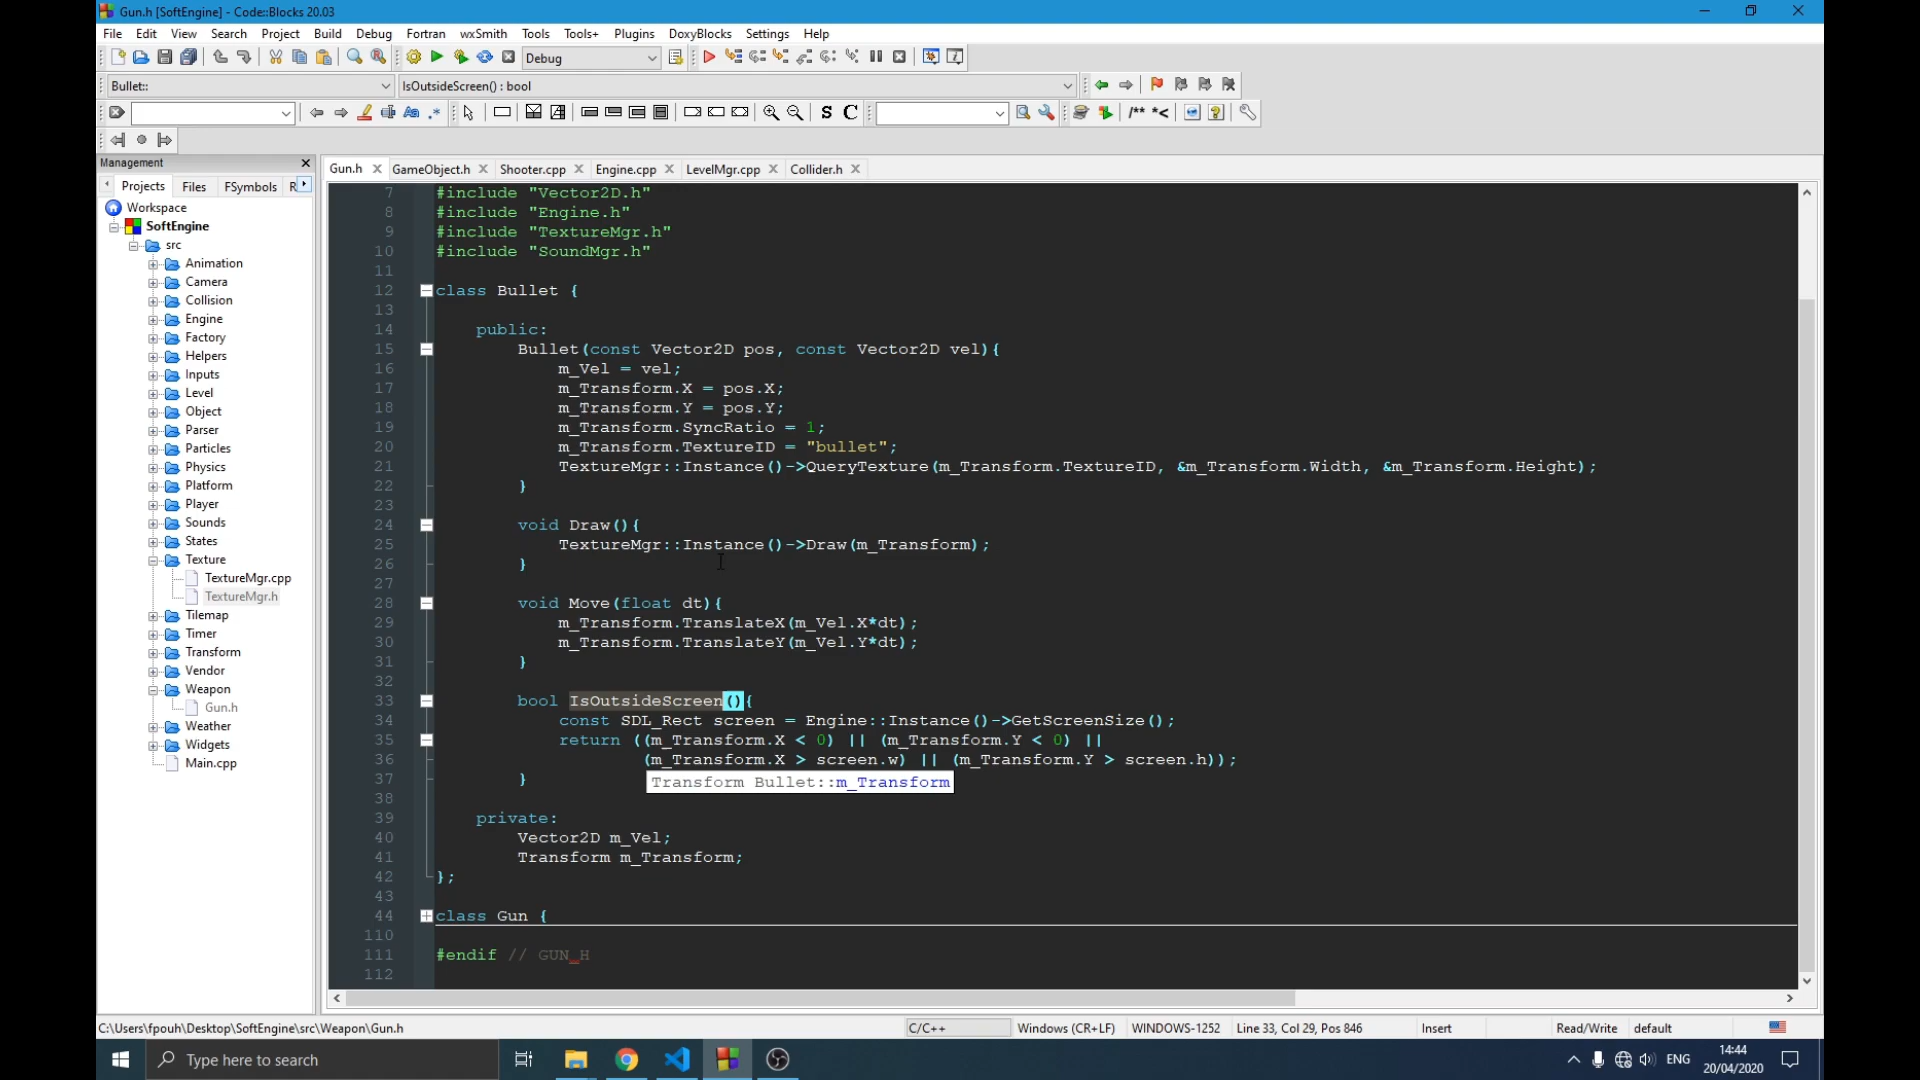 Gun.h [SoftEngine] - Code::Blocks 20.03
File Edit View Search Project Build Debug Fortran wxSmith Tools Tools+ Plugins DoxyBlocks Settings Help
Debug
Bullet:: IsOutsideScreen() : bool
/** *<
S C
Management
Projects Files FSymbols R
Gun.h GameObject.h Shooter.cpp Engine.cpp LevelMgr.cpp Collider.h
Workspace
SoftEngine
src
Animation
Camera
Collision
Engine
Factory
Helpers
Inputs
Level
Object
Parser
Particles
Physics
Platform
Player
Sounds
States
Texture
TextureMgr.cpp
TextureMgr.h
Tilemap
Timer
Transform
Vendor
Weapon
Gun.h
Weather
Widgets
Main.cpp
7 #include "Vector2D.h"
8 #include "Engine.h"
9 #include "TextureMgr.h"
10 #include "SoundMgr.h"
11
12 class Bullet {
13
14 public:
15 Bullet(const Vector2D pos, const Vector2D vel){
16 m_Vel = vel;
17 m_Transform.X = pos.X;
18 m_Transform.Y = pos.Y;
19 m_Transform.SyncRatio = 1;
20 m_Transform.TextureID = "bullet";
21 TextureMgr::Instance()->QueryTexture(m_Transform.TextureID, &m_Transform.Width, &m_Transform.Height);
22 }
23
24 void Draw(){
25 TextureMgr::Instance()->Draw(m_Transform);
26 }
27
28 void Move(float dt){
29 m_Transform.TranslateX(m_Vel.X*dt);
30 m_Transform.TranslateY(m_Vel.Y*dt);
31 }
32
33 bool IsOutsideScreen(){
34 const SDL_Rect screen = Engine::Instance()->GetScreenSize();
35 return ((m_Transform.X < 0) || (m_Transform.Y < 0) ||
36 (m_Transform.X > screen.w) || (m_Transform.Y > screen.h));
37 }
Transform Bullet::m_Transform
38
39 private:
40 Vector2D m_Vel;
41 Transform m_Transform;
42 };
43
44 class Gun {
110
111 #endif // GUN_H
112
C:\Users\fpouh\Desktop\SoftEngine\src\Weapon\Gun.h C/C++ Windows (CR+LF) WINDOWS-1252 Line 33, Col 29, Pos 846 Insert Read/Write default
Type here to search
ENG
14:44
20/04/2020